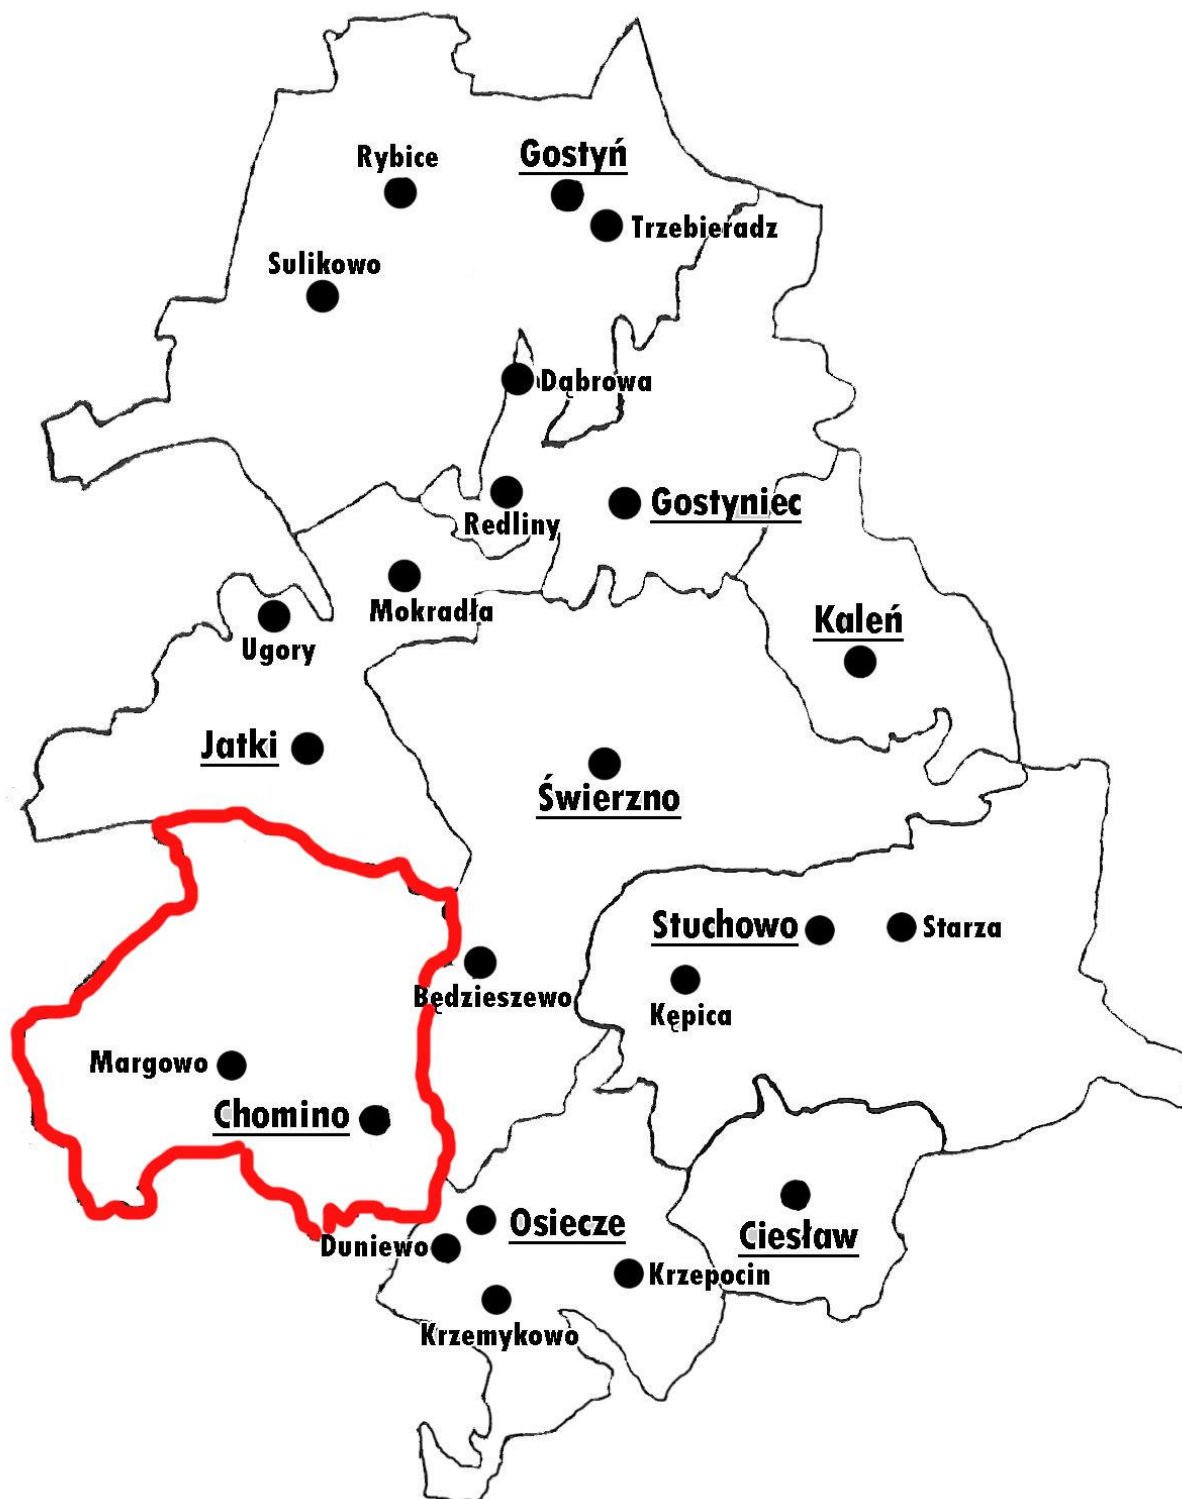 Rybice
Gostyń
Trzebieradz
Sulikowo
Dąbrowa
Redliny
Gostyniec
Mokradła
Ugory
Kaleń
Jatki
Świerzno
Stuchowo
Starza
Będzieszewo
Kępica
Margowo
Chomino
Osiecze
Ciesław
Duniewo
Krzepocin
Krzemykowo